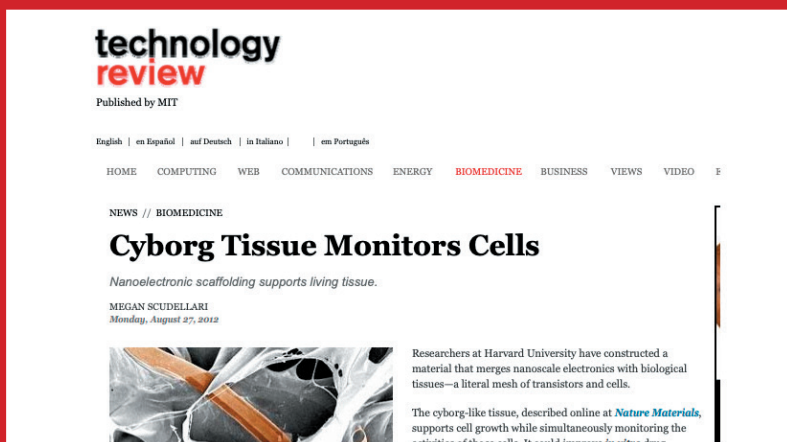 technology
review
Published by MIT
English | en Español | auf Deutsch | in Italiano | | em Português
HOME COMPUTING WEB COMMUNICATIONS ENERGY BIOMEDICINE BUSINESS VIEWS VIDEO
NEWS // BIOMEDICINE
Cyborg Tissue Monitors Cells
Nanoelectronic scaffolding supports living tissue.
MEGAN SCUDELLARI
Monday, August 27, 2012
Researchers at Harvard University have constructed a
material that merges nanoscale electronics with biological
tissues—a literal mesh of transistors and cells.
The cyborg-like tissue, described online at Nature Materials,
supports cell growth while simultaneously monitoring the